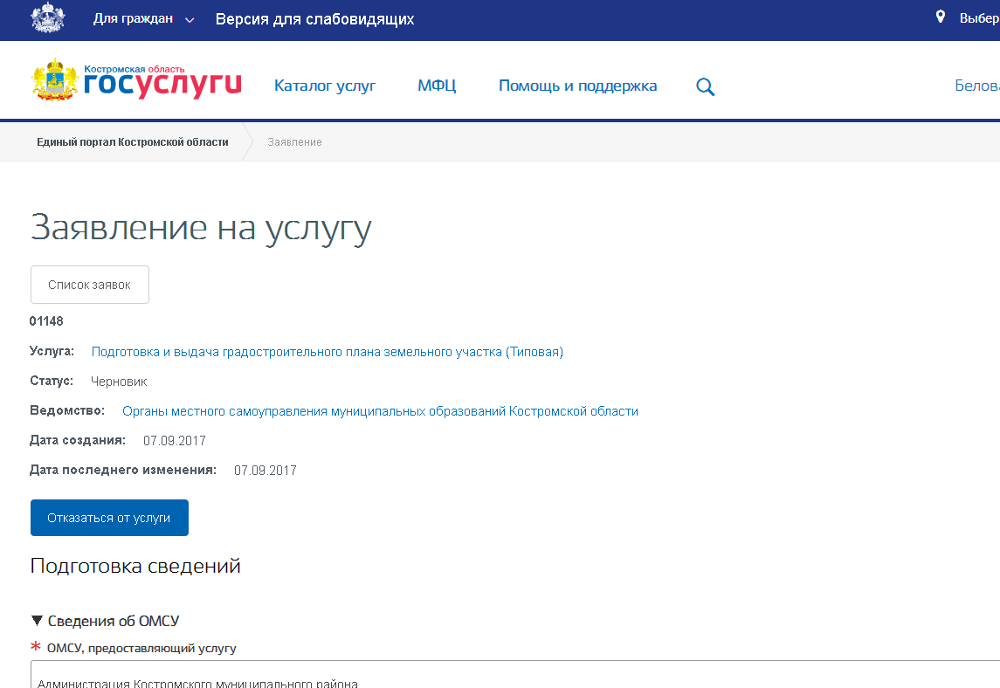 Для граждан Версия для слабовидящих Выбер
Костромская область
госуслуги Каталог услуг МФЦ Помощь и поддержка Белова
Единый портал Костромской области Заявление
Заявление на услугу
Список заявок
01148
Услуга: Подготовка и выдача градостроительного плана земельного участка (Типовая)
Статус: Черновик
Ведомство: Органы местного самоуправления муниципальных образований Костромской области
Дата создания: 07.09.2017
Дата последнего изменения: 07.09.2017
Отказаться от услуги
Подготовка сведений
▼ Сведения об ОМСУ
* ОМСУ, предоставляющий услугу
Администрация Костромского муниципального района